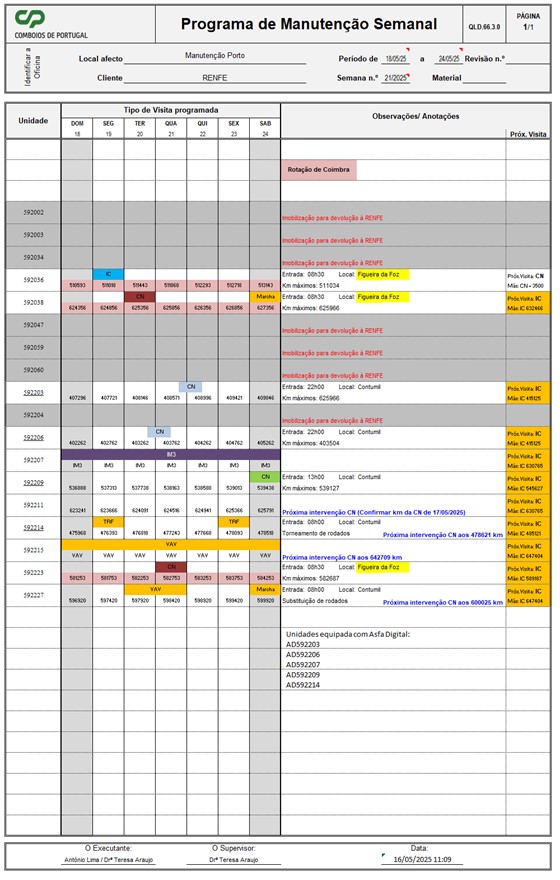 CP
COMBOIOS DE PORTUGAL
Programa de Manutenção Semanal
QLD.66.3.0
PÁGINA
1/1
Identificar a Oficina
Local afecto Manutenção Porto Período de 18/05/25 a 24/05/25 Revisão n.º
Cliente RENFE Semana n.º 21/2025 Material
Unidade Tipo de Visita programada Observações/ Anotações Próx. Visita
DOM SEG TER QUA QUI SEX SAB
18 19 20 21 22 23 24
Rotação de Coimbra
592002 Imobilização para devolução à RENFE
592003 Imobilização para devolução à RENFE
592034 Imobilização para devolução à RENFE
592036 IC Entrada: 08h30 Local: Figueira da Foz Próx.Visita: CN
510593 511018 511443 511868 512293 512718 513143 Km máximos: 511034 Máx: CN - 3500
592038 CN Marcha Entrada: 08h30 Local: Figueira da Foz Próx.Visita: IC
624356 624856 625356 625856 626356 626856 627356 Km máximos: 625966 Máx: IC 632466
592047 Imobilização para devolução à RENFE
592059 Imobilização para devolução à RENFE
592060 Imobilização para devolução à RENFE
592203 CN Entrada: 22h00 Local: Contumil Próx.Visita: IC
407296 407721 408146 408571 408996 409421 409846 Km máximos: 625966 Máx: IC 415125
592204 Imobilização para devolução à RENFE
592206 CN Entrada: 22h00 Local: Contumil Próx.Visita: IC
402262 402762 403262 403762 404262 404762 405262 Km máximos: 403504 Máx: IC 415125
592207 IM3 Próx.Visita: IC
IM3 IM3 IM3 IM3 IM3 IM3 IM3 Máx: IC 630765
592209 CN Entrada: 13h00 Local: Contumil Próx.Visita: IC
536888 537313 537738 538163 538588 539013 539438 Km máximos: 539127 Máx: IC 545627
592211 Próx.Visita: IC
623241 623666 624091 624516 624941 625366 625791 Próxima intervenção CN (Confirmar km da CN de 17/05/2025) Máx: IC 630765
592214 TRF TRF Entrada: 08h00 Local: Contumil Próx.Visita: IC
475968 476393 476818 477243 477668 478093 478518 Torneamento de rodados Próxima intervenção CN aos 478621 km Máx: IC 485121
592215 VAV Próx.Visita: IC
VAV VAV VAV VAV VAV VAV VAV Próxima intervenção CN aos 642709 km Máx: IC 647404
592223 CN Entrada: 08h30 Local: Figueira da Foz Próx.Visita: IC
581253 581753 582253 582753 583253 583753 584253 Km máximos: 582687 Máx: IC 589187
592227 VAV Marcha Entrada: 08h00 Local: Contumil Próx.Visita: IC
596920 597420 597920 598420 598920 599420 599920 Substituição de rodados Próxima intervenção CN aos 600025 km Máx: IC 647404
Unidades equipada com Asfa Digital:
AD592203
AD592206
AD592207
AD592209
AD592214
O Executante: O Supervisor: Data:
António Lima / Drª Teresa Araujo Drª Teresa Araujo 16/05/2025 11:09